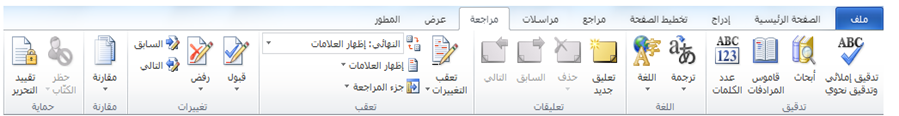 ملف
الصفحة الرئيسية
إدراج
تخطيط الصفحة
مراجع
مراسلات
مراجعة
عرض
المطور
ABC
تدقيق إملائي
وتدقيق نحوي
أبحاث
قاموس
المرادفات
ABC
123
عدد
الكلمات
تدقيق
ترجمة
اللغة
اللغة
تعليق
جديد
حذف
السابق
التالي
تعليقات
تعقب
التغييرات
النهائي: إظهار العلامات
إظهار العلامات
جزء المراجعة
تعقب
قبول
رفض
السابق
التالي
تغييرات
مقارنة
مقارنة
حظر
الكتّاب
تقييد
التحرير
حماية